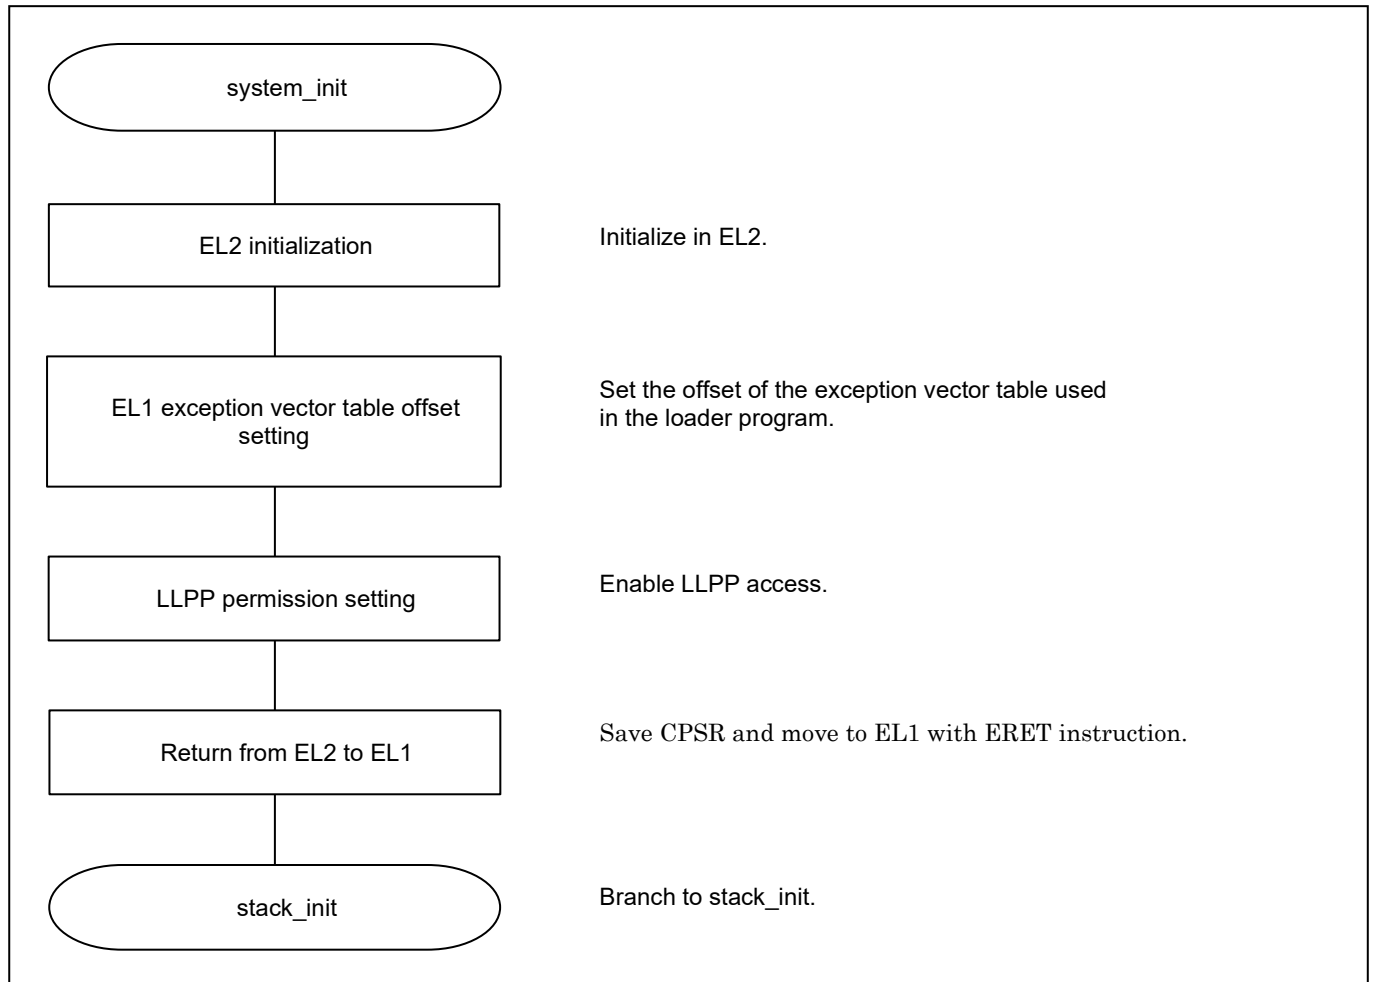 system_init
EL2 initialization
Initialize in EL2.
EL1 exception vector table offset
setting
Set the offset of the exception vector table used
in the loader program.
LLPP permission setting
Enable LLPP access.
Return from EL2 to EL1
Save CPSR and move to EL1 with ERET instruction.
stack_init
Branch to stack_init.